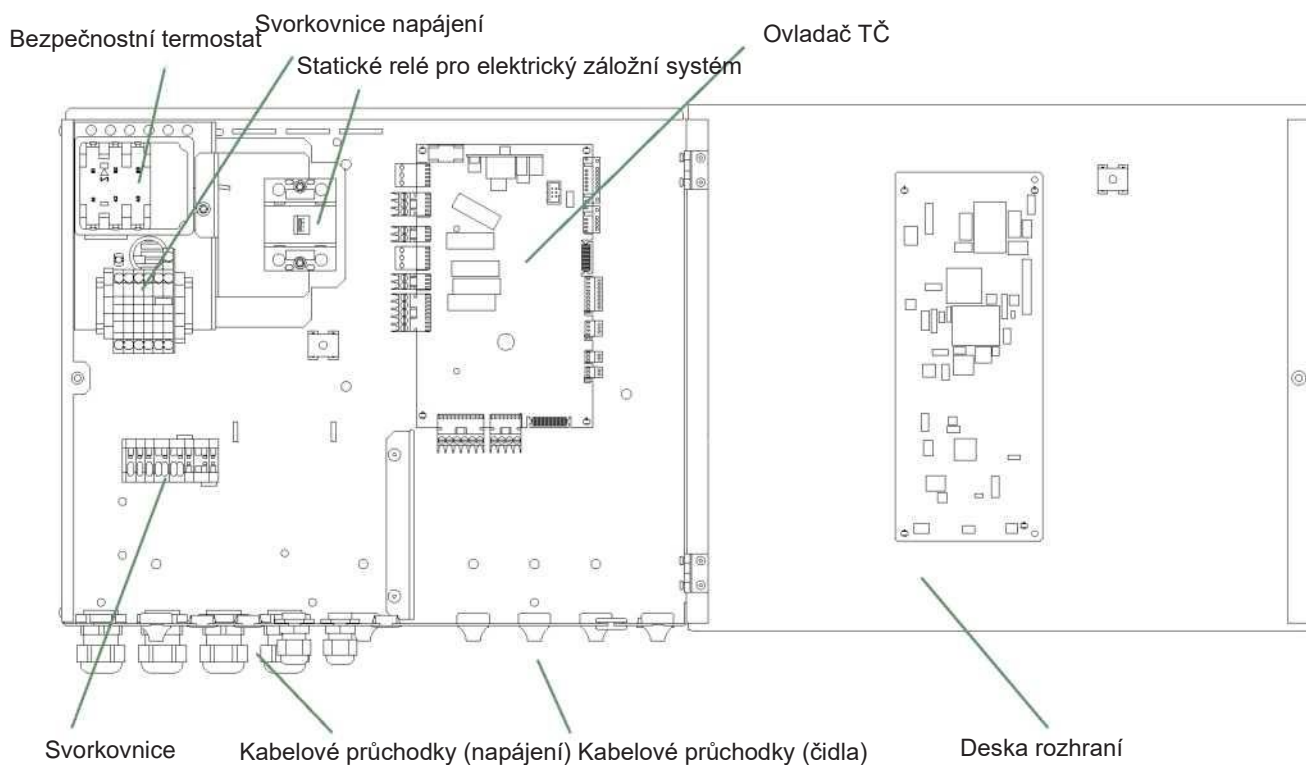 Svorkovnice napájení
Bezpečnostní termostat
Ovladač TČ
Statické relé pro elektrický záložní systém
Svorkovnice
Kabelové průchodky (napájení)
Kabelové průchodky (čidla)
Deska rozhraní